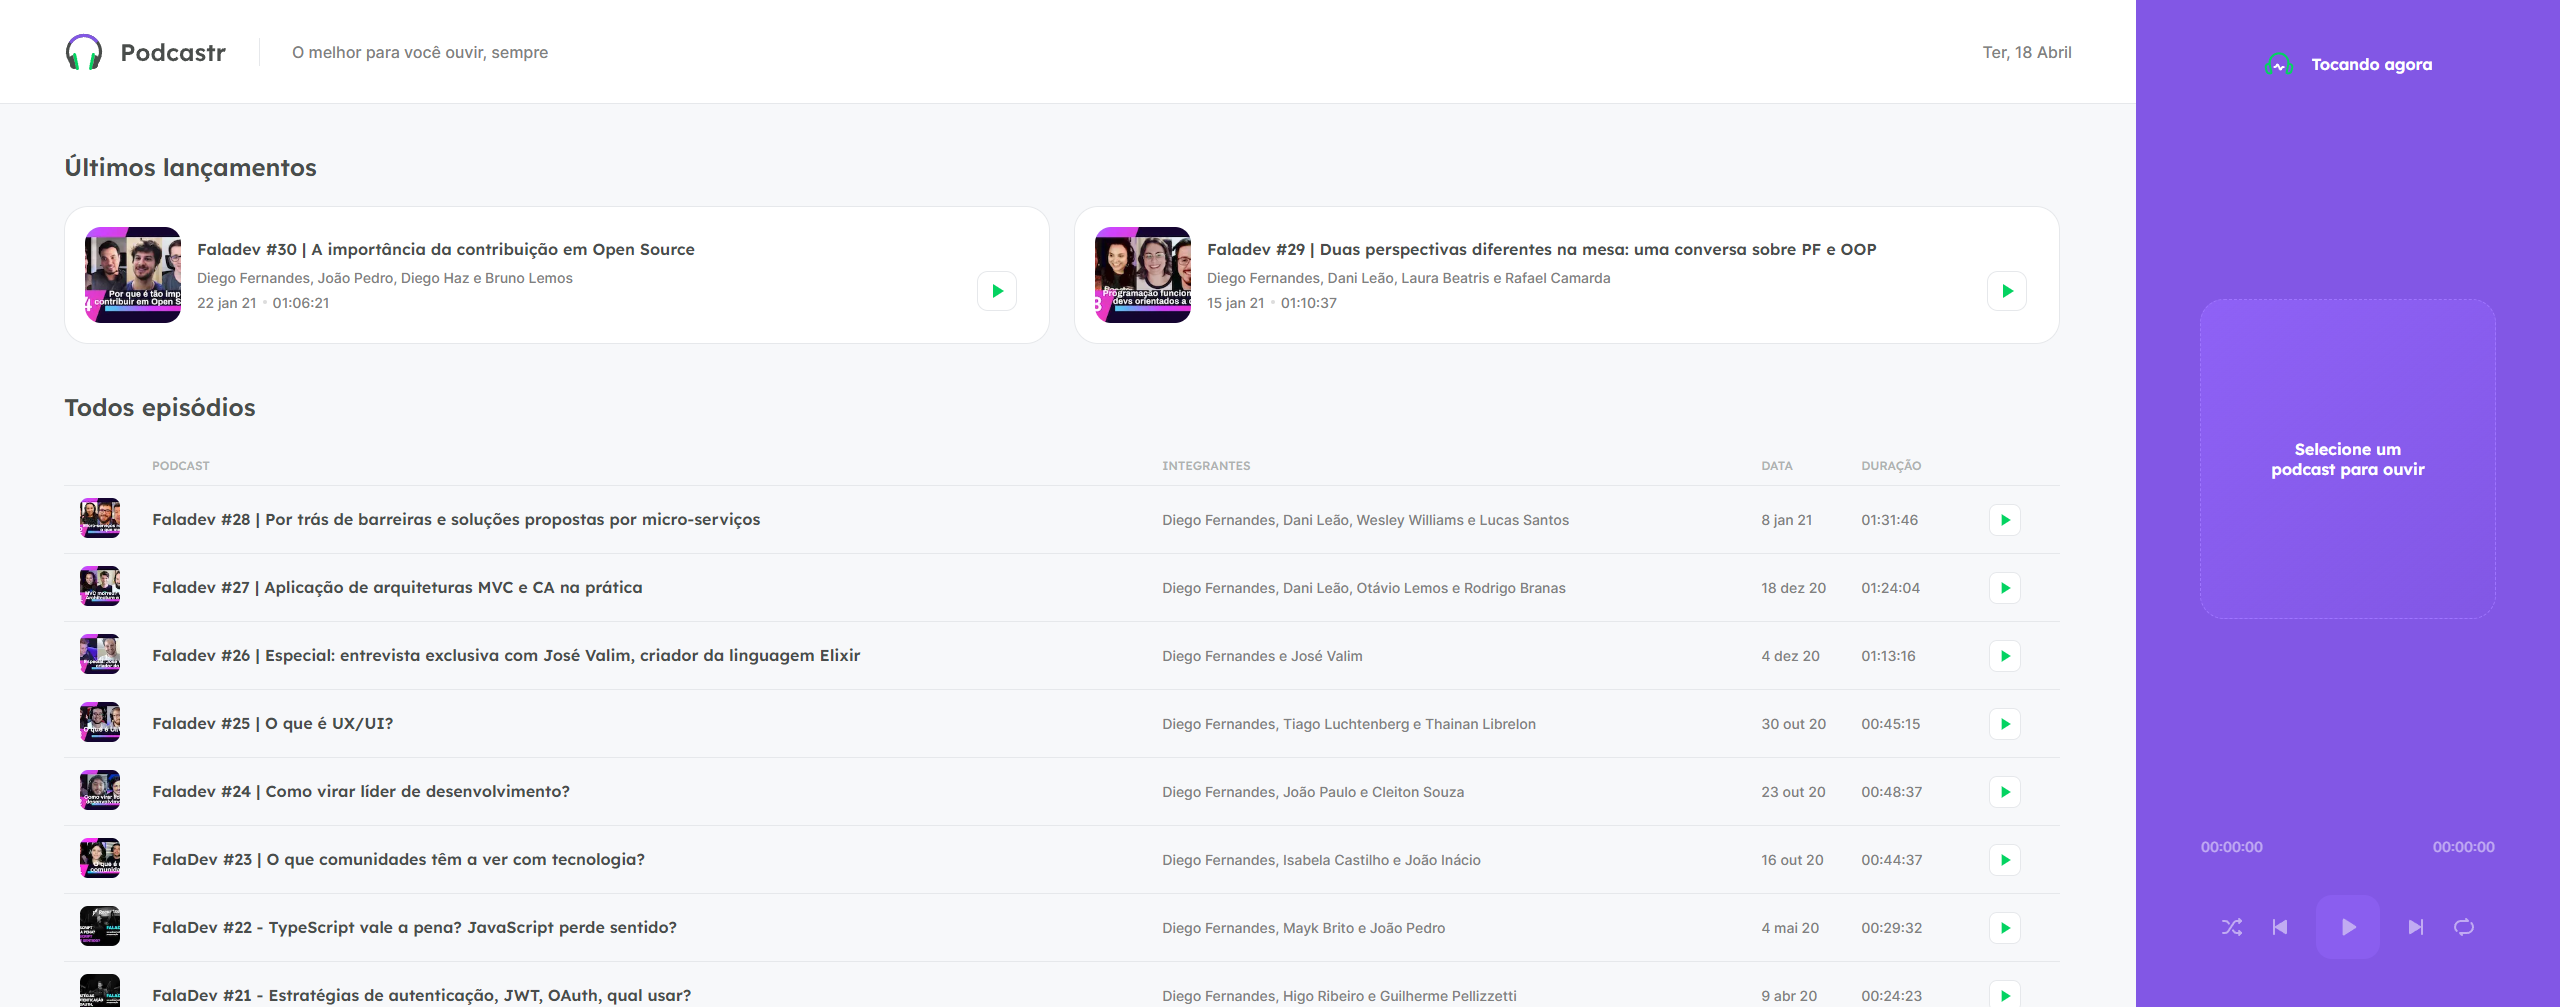 Podcastr
O melhor para você ouvir, sempre
Ter, 18 Abril
Tocando agora
Últimos lançamentos
Por que é tão imp
contribuir em Open S
Faladev #30 | A importância da contribuição em Open Source
Diego Fernandes, João Pedro, Diego Haz e Bruno Lemos
22 jan 21 • 01:06:21
Programação funcion
devs orientados a
Faladev #29 | Duas perspectivas diferentes na mesa: uma conversa sobre PF e OOP
Diego Fernandes, Dani Leão, Laura Beatris e Rafael Camarda
15 jan 21 • 01:10:37
Todos episódios
PODCAST INTEGRANTES DATA DURAÇÃO
Faladev #28 | Por trás de barreiras e soluções propostas por micro-serviços Diego Fernandes, Dani Leão, Wesley Williams e Lucas Santos 8 jan 21 01:31:46
Faladev #27 | Aplicação de arquiteturas MVC e CA na prática Diego Fernandes, Dani Leão, Otávio Lemos e Rodrigo Branas 18 dez 20 01:24:04
Faladev #26 | Especial: entrevista exclusiva com José Valim, criador da linguagem Elixir Diego Fernandes e José Valim 4 dez 20 01:13:16
Faladev #25 | O que é UX/UI? Diego Fernandes, Tiago Luchtenberg e Thainan Librelon 30 out 20 00:45:15
Faladev #24 | Como virar líder de desenvolvimento? Diego Fernandes, João Paulo e Cleiton Souza 23 out 20 00:48:37
FalaDev #23 | O que comunidades têm a ver com tecnologia? Diego Fernandes, Isabela Castilho e João Inácio 16 out 20 00:44:37
FalaDev #22 - TypeScript vale a pena? JavaScript perde sentido? Diego Fernandes, Mayk Brito e João Pedro 4 mai 20 00:29:32
FalaDev #21 - Estratégias de autenticação, JWT, OAuth, qual usar? Diego Fernandes, Higo Ribeiro e Guilherme Pellizzetti 9 abr 20 00:24:23
Selecione um
podcast para ouvir
00:00:00 00:00:00